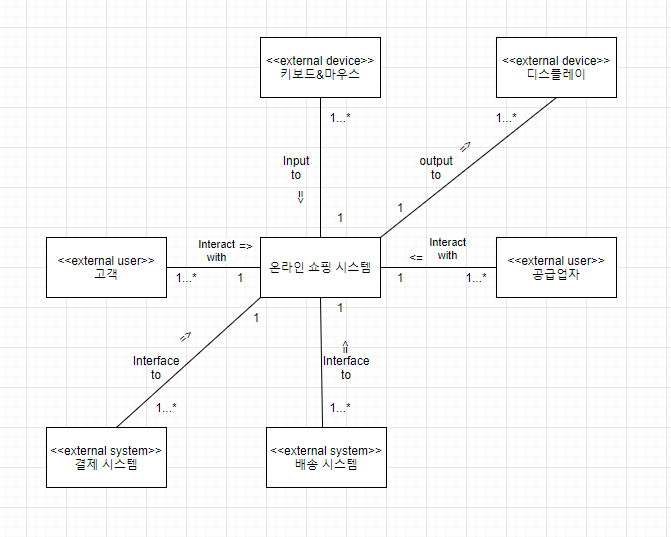 <<external device>>
키보드&마우스
<<external device>>
디스플레이
1...*
1...*
Input
to
=>
output
to
=>
1
1
<<external user>>
고객
Interact =>
with
1...*
1
온라인 쇼핑 시스템
Interact
<=
with
1
1...*
<<external user>>
공급업자
1
1
=>
Interface
to
1...*
=>
Interface
to
1...*
<<external system>>
결제 시스템
<<external system>>
배송 시스템